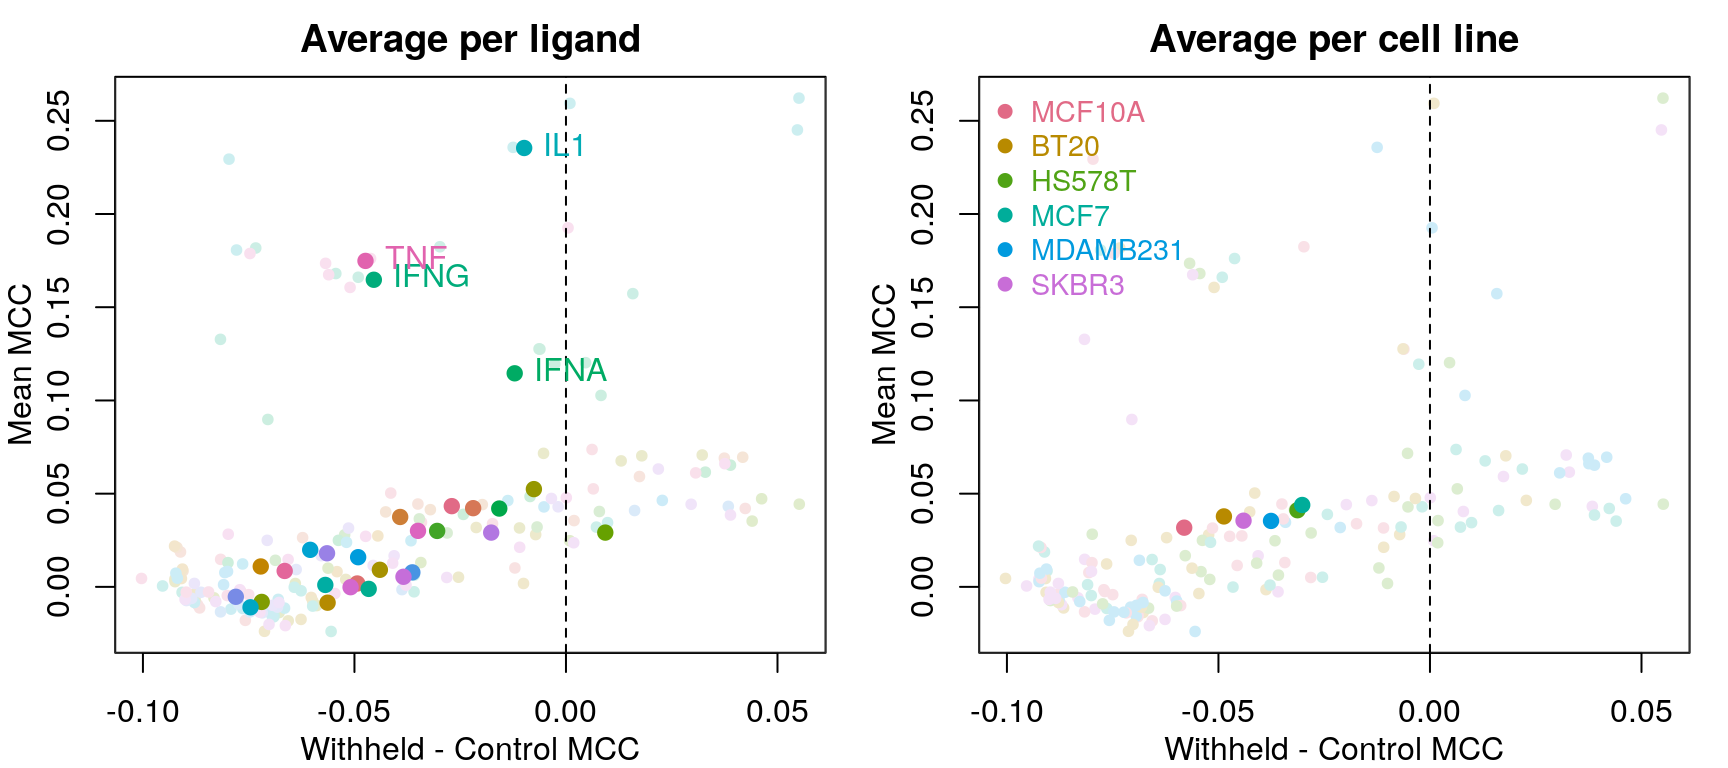 Average per ligand
Mean MCC
0.25
0.20
0.15
0.10
0.05
0.00
IL1
TNF
IFNG
IFNA
-0.10
-0.05
0.00
0.05
Withheld - Control MCC
Average per cell line
Mean MCC
0.25
0.20
0.15
0.10
0.05
0.00
MCF10A
BT20
HS578T
MCF7
MDAMB231
SKBR3
-0.10
-0.05
0.00
0.05
Withheld - Control MCC